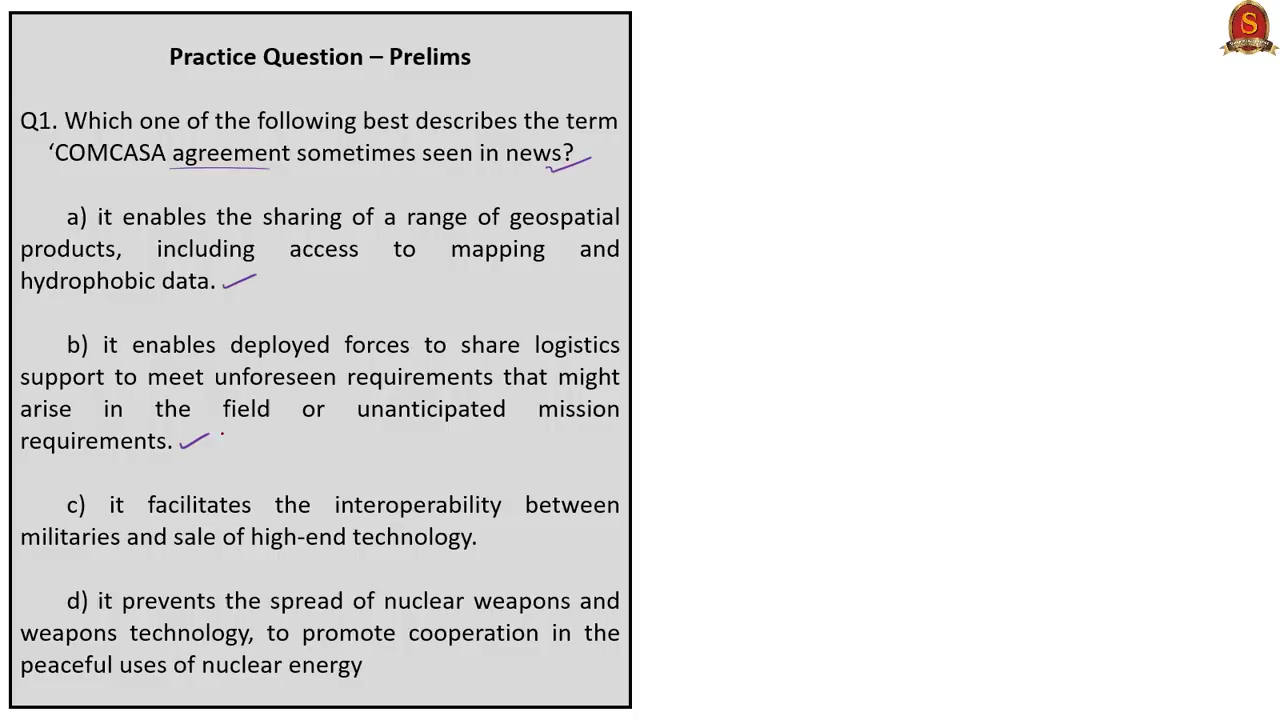 Practice Question – Prelims
Q1. Which one of the following best describes the term
‘COMCASA agreement sometimes seen in news?
a) it enables the sharing of a range of geospatial
products, including access to mapping and
hydrophobic data.
b) it enables deployed forces to share logistics
support to meet unforeseen requirements that might
arise in the field or unanticipated mission
requirements.
c) it facilitates the interoperability between
militaries and sale of high-end technology.
d) it prevents the spread of nuclear weapons and
weapons technology, to promote cooperation in the
peaceful uses of nuclear energy
S